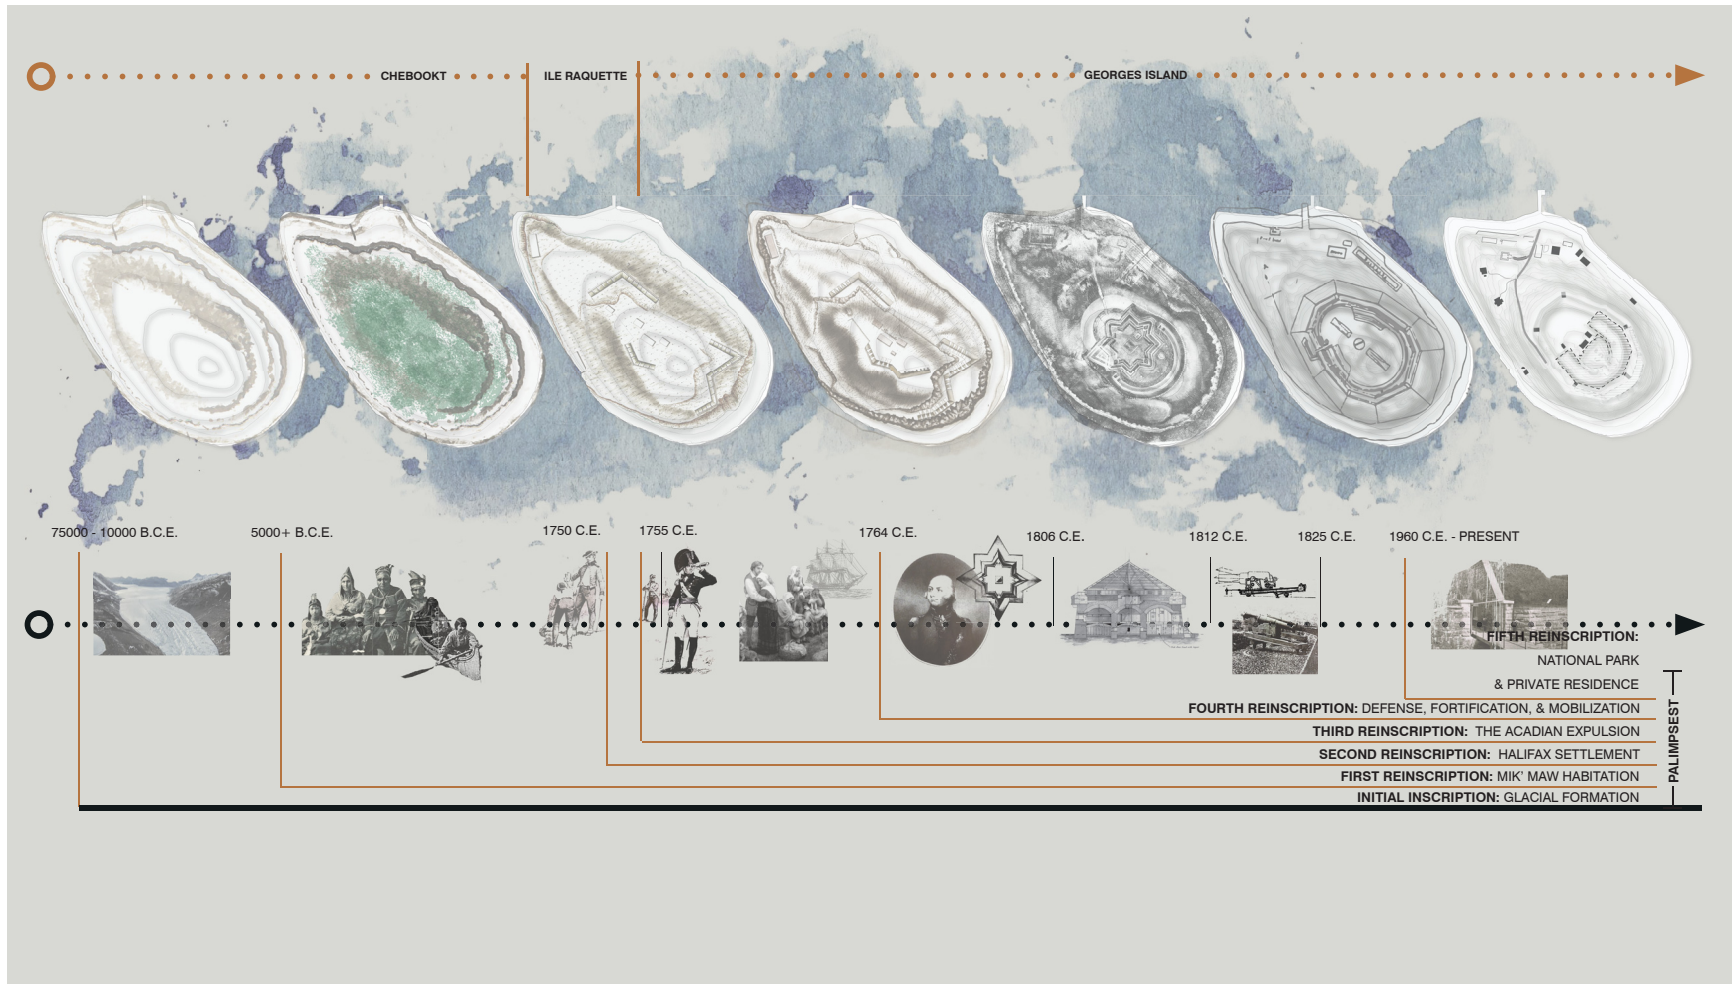 CHEBOOKT
ILE RAQUETTE
GEORGES ISLAND
75000 - 10000 B.C.E.
5000+ B.C.E.
1750 C.E.
1755 C.E.
1764 C.E.
1806 C.E.
1812 C.E.
1825 C.E.
1960 C.E. - PRESENT
FIFTH REINSCRIPTION:
NATIONAL PARK
& PRIVATE RESIDENCE
FOURTH REINSCRIPTION: DEFENSE, FORTIFICATION, & MOBILIZATION
THIRD REINSCRIPTION: THE ACADIAN EXPULSION
SECOND REINSCRIPTION: HALIFAX SETTLEMENT
FIRST REINSCRIPTION: MIK' MAW HABITATION
INITIAL INSCRIPTION: GLACIAL FORMATION
PALIMPSEST